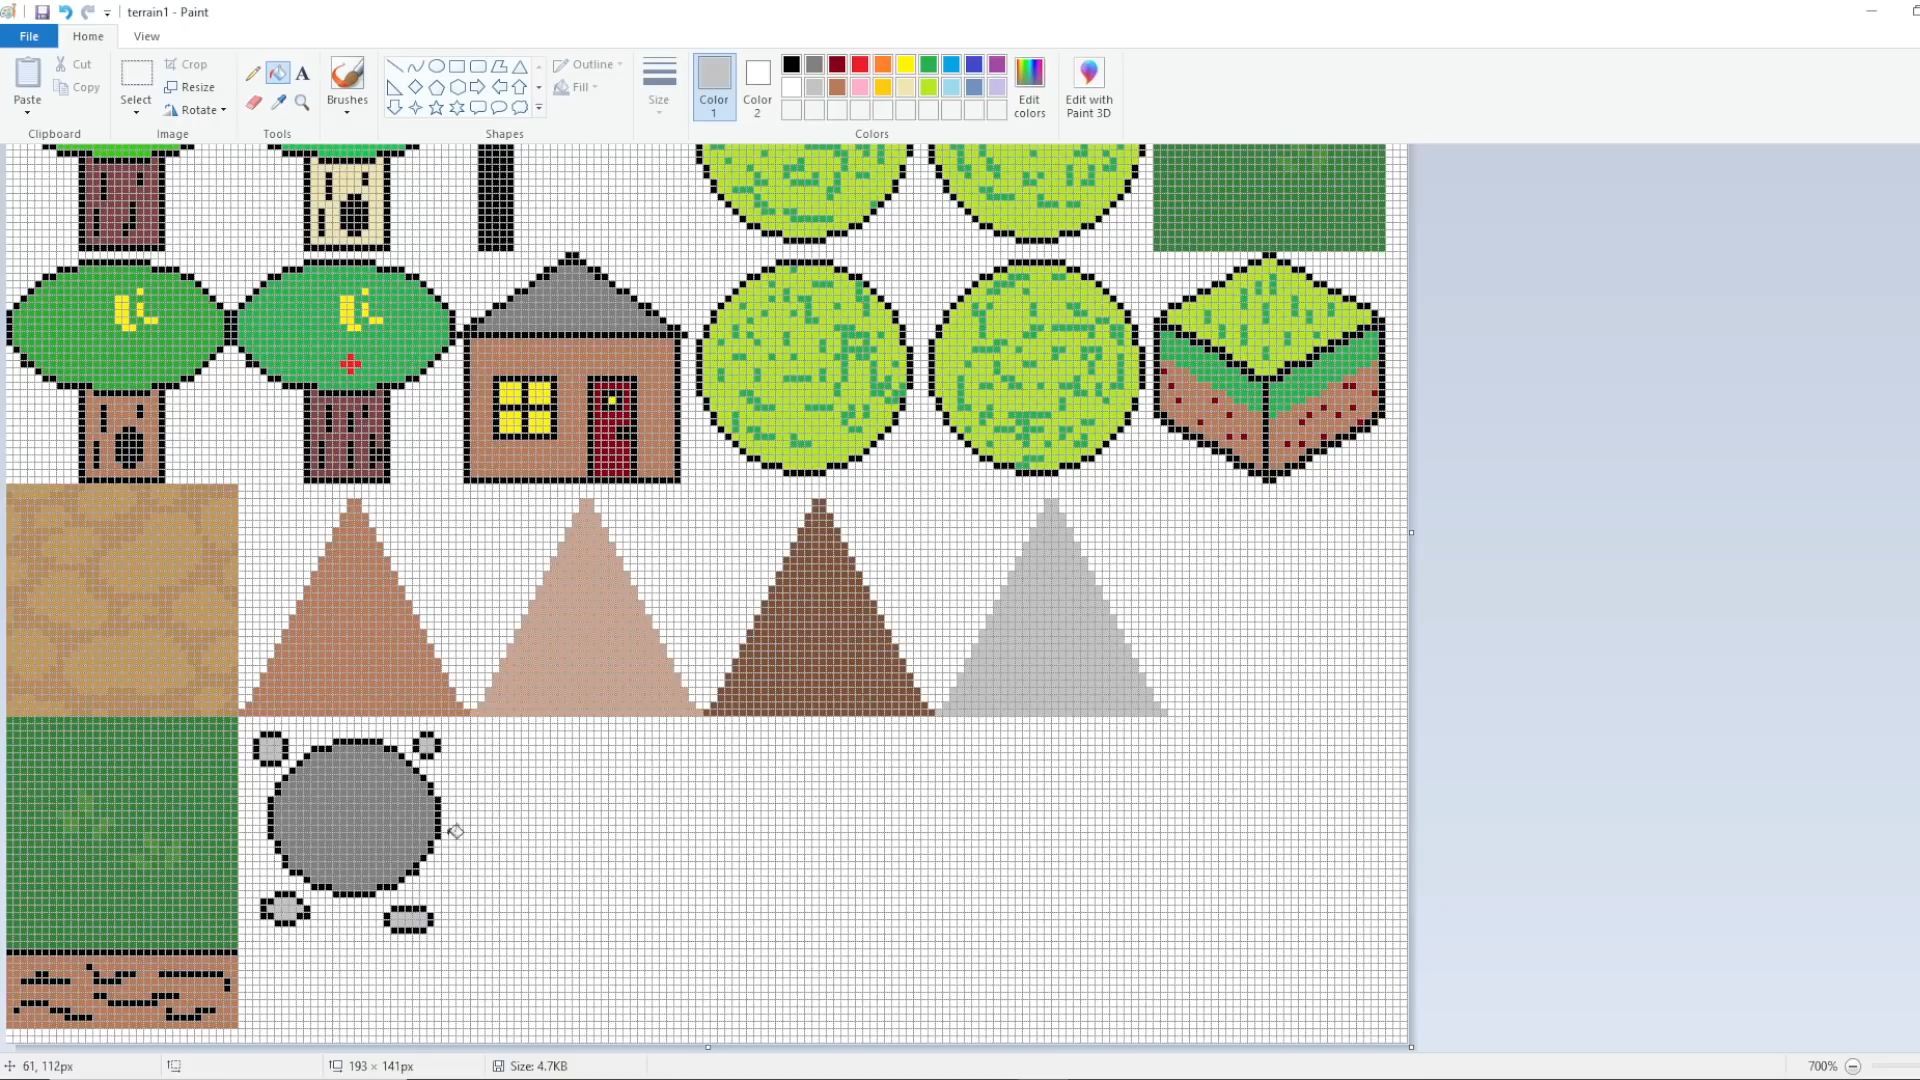 terrain1 - Paint
File Home View
Paste Cut Copy
Clipboard
Select Crop Resize Rotate
Image
A
Tools
Brushes
Outline Fill
Shapes
Size
Color 1
Color 2
Edit colors
Colors
Edit with Paint 3D
61, 112px 193 × 141px Size: 4.7KB 700%